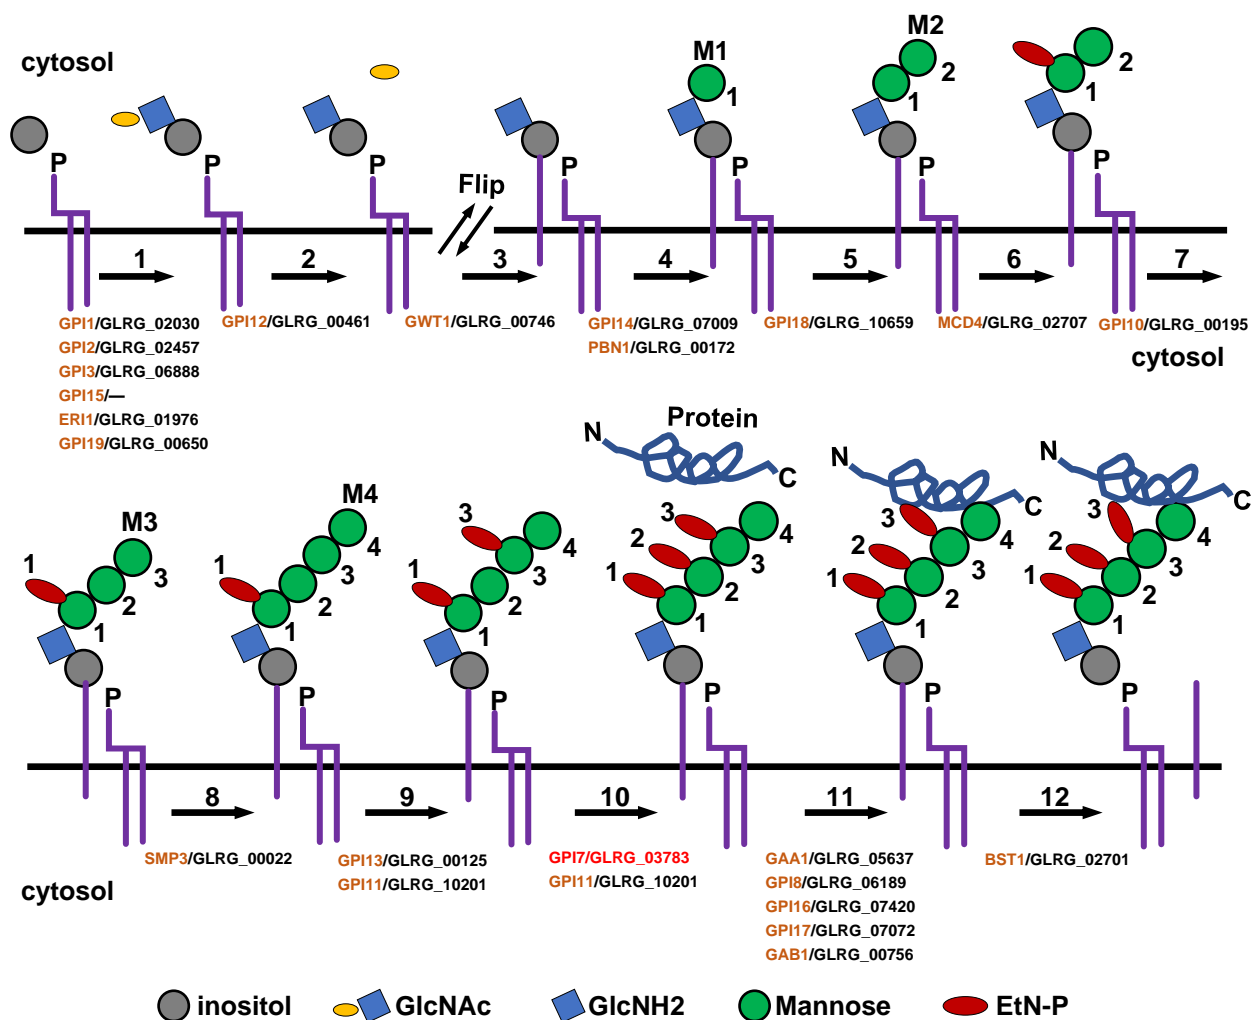 cytosol
P
P
P
Flip
P
M1
1
P
M2
2
1
P
2
1
P
1
2
3
4
5
6
7
GPI1/GLRG_02030
GPI2/GLRG_02457
GPI3/GLRG_06888
GPI15/—
ERI1/GLRG_01976
GPI19/GLRG_00650
GPI12/GLRG_00461
GWT1/GLRG_00746
GPI14/GLRG_07009
PBN1/GLRG_00172
GPI18/GLRG_10659
MCD4/GLRG_02707
GPI10/GLRG_00195
cytosol
M3
1
3
2
1
P
M4
1
4
3
2
1
P
3
4
1
3
2
1
P
Protein
N
C
3
4
2
3
1
2
1
P
N
C
3
4
2
3
1
2
1
P
N
C
3
4
2
3
1
2
1
P
8
9
10
11
12
SMP3/GLRG_00022
GPI13/GLRG_00125
GPI11/GLRG_10201
GPI7/GLRG_03783
GPI11/GLRG_10201
GAA1/GLRG_05637
GPI8/GLRG_06189
GPI16/GLRG_07420
GPI17/GLRG_07072
GAB1/GLRG_00756
BST1/GLRG_02701
cytosol
inositol
GlcNAc
GlcNH2
Mannose
EtN-P